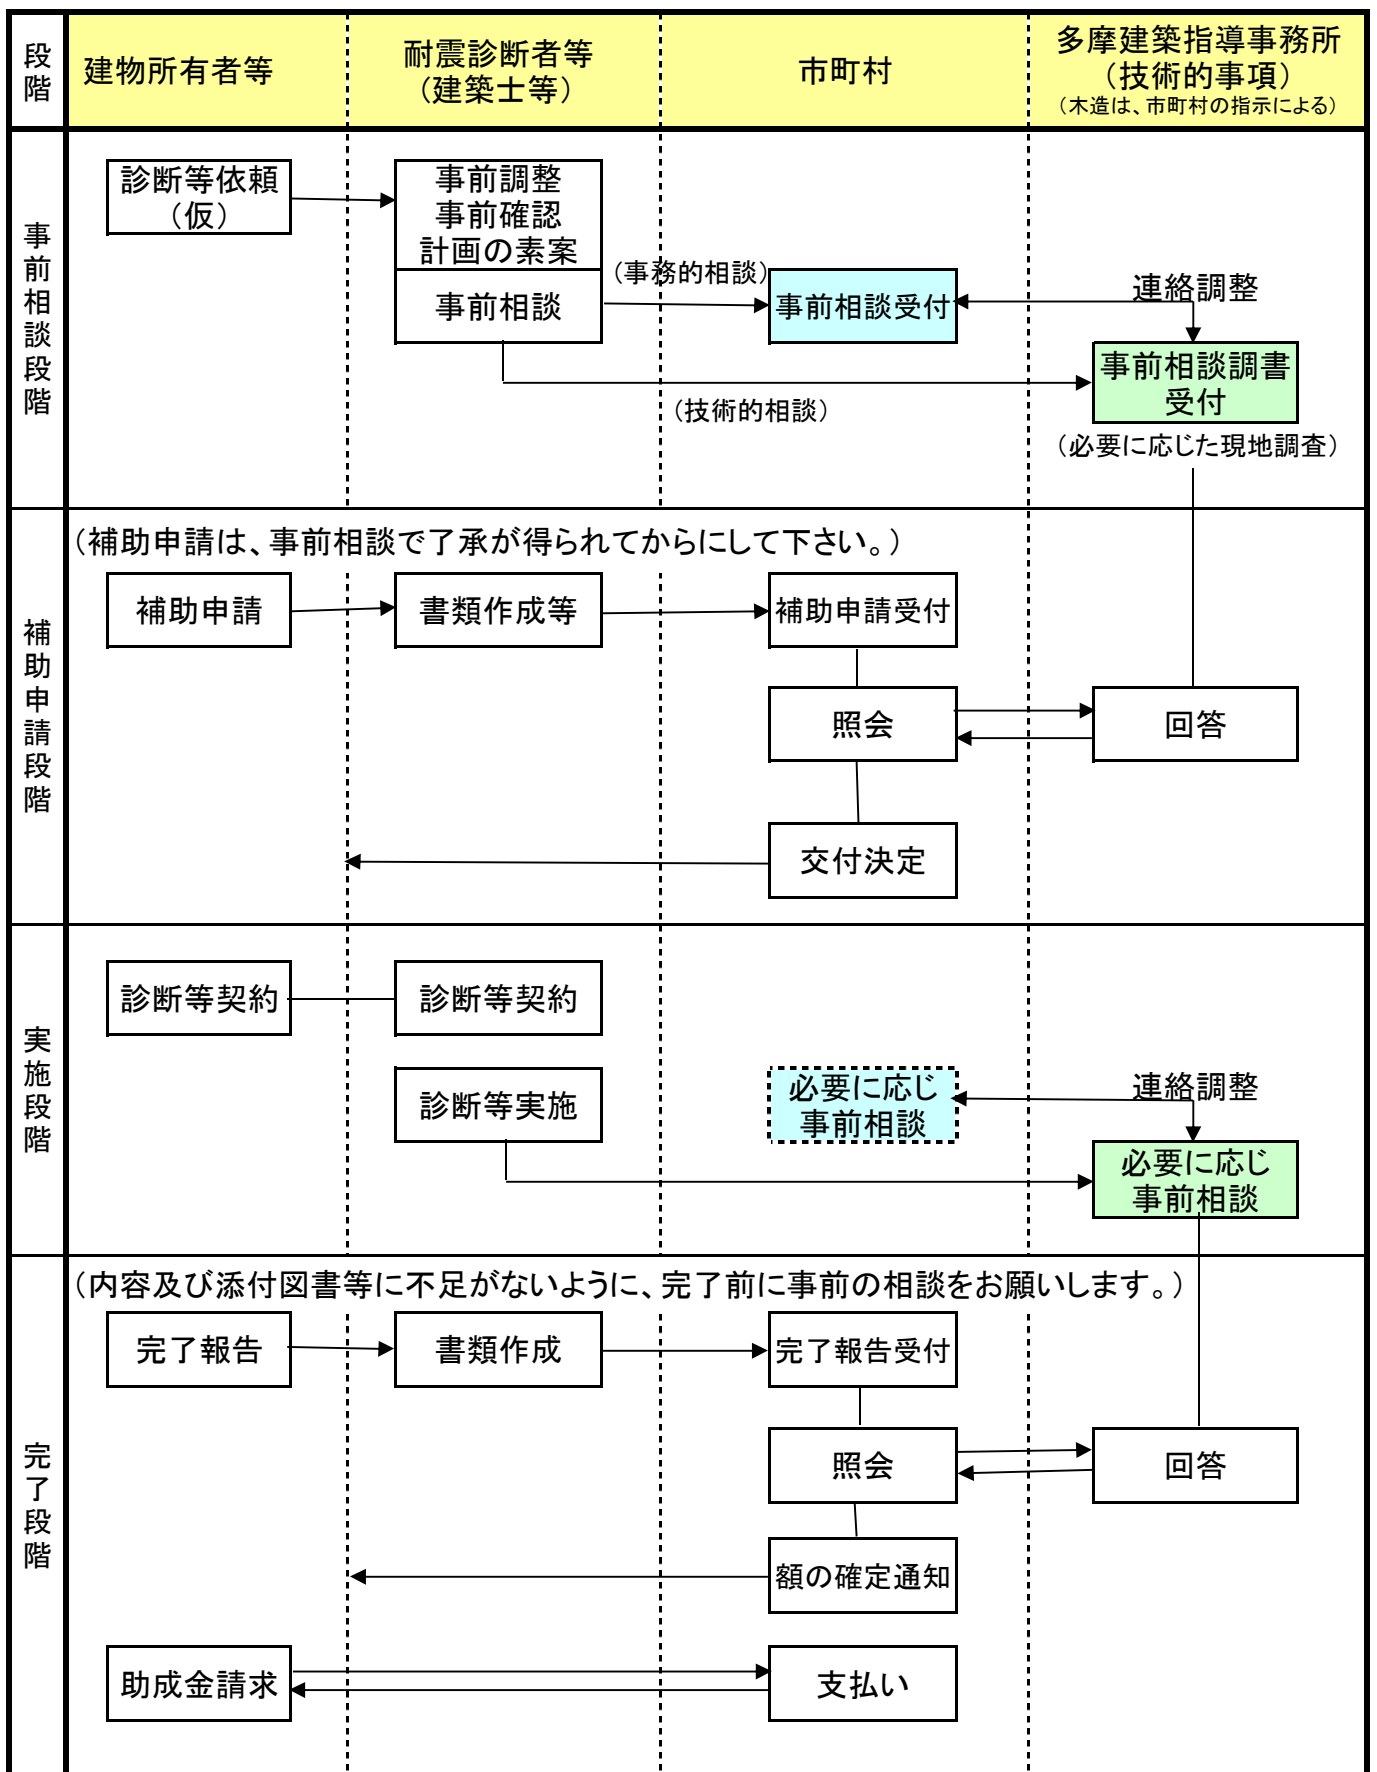 段階
建物所有者等
耐震診断者等
（建築士等）
市町村
多摩建築指導事務所
（技術的事項）
（木造は、市町村の指示による）
事前相談段階
診断等依頼
（仮）
事前調整
事前確認
計画の素案
事前相談
（事務的相談）
事前相談受付
連絡調整
事前相談調書
受付
（技術的相談）
（必要に応じた現地調査）
補助申請段階
（補助申請は、事前相談で了承が得られてからにして下さい。）
補助申請
書類作成等
補助申請受付
照会
回答
交付決定
実施段階
診断等契約
診断等契約
診断等実施
必要に応じ
事前相談
連絡調整
必要に応じ
事前相談
完了段階
（内容及び添付図書等に不足がないように、完了前に事前の相談をお願いします。）
完了報告
書類作成
完了報告受付
照会
回答
額の確定通知
助成金請求
支払い